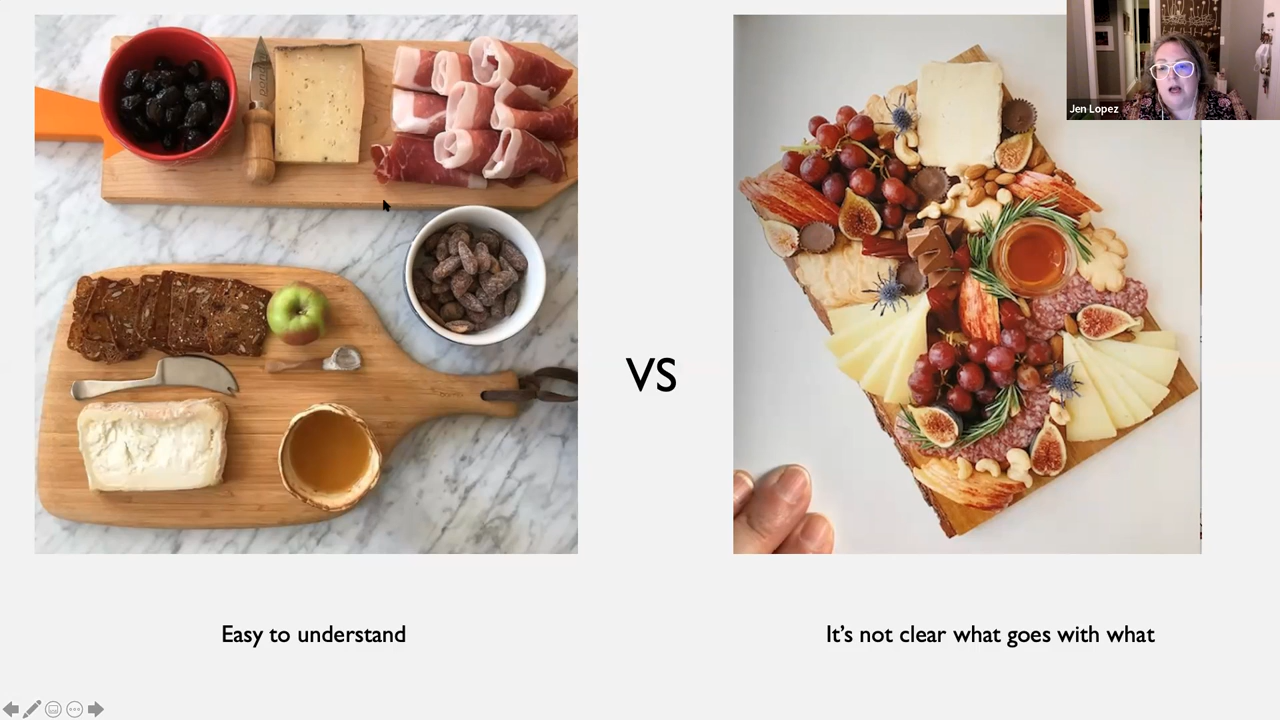 Jen Lopez
VS
Easy to understand
It's not clear what goes with what